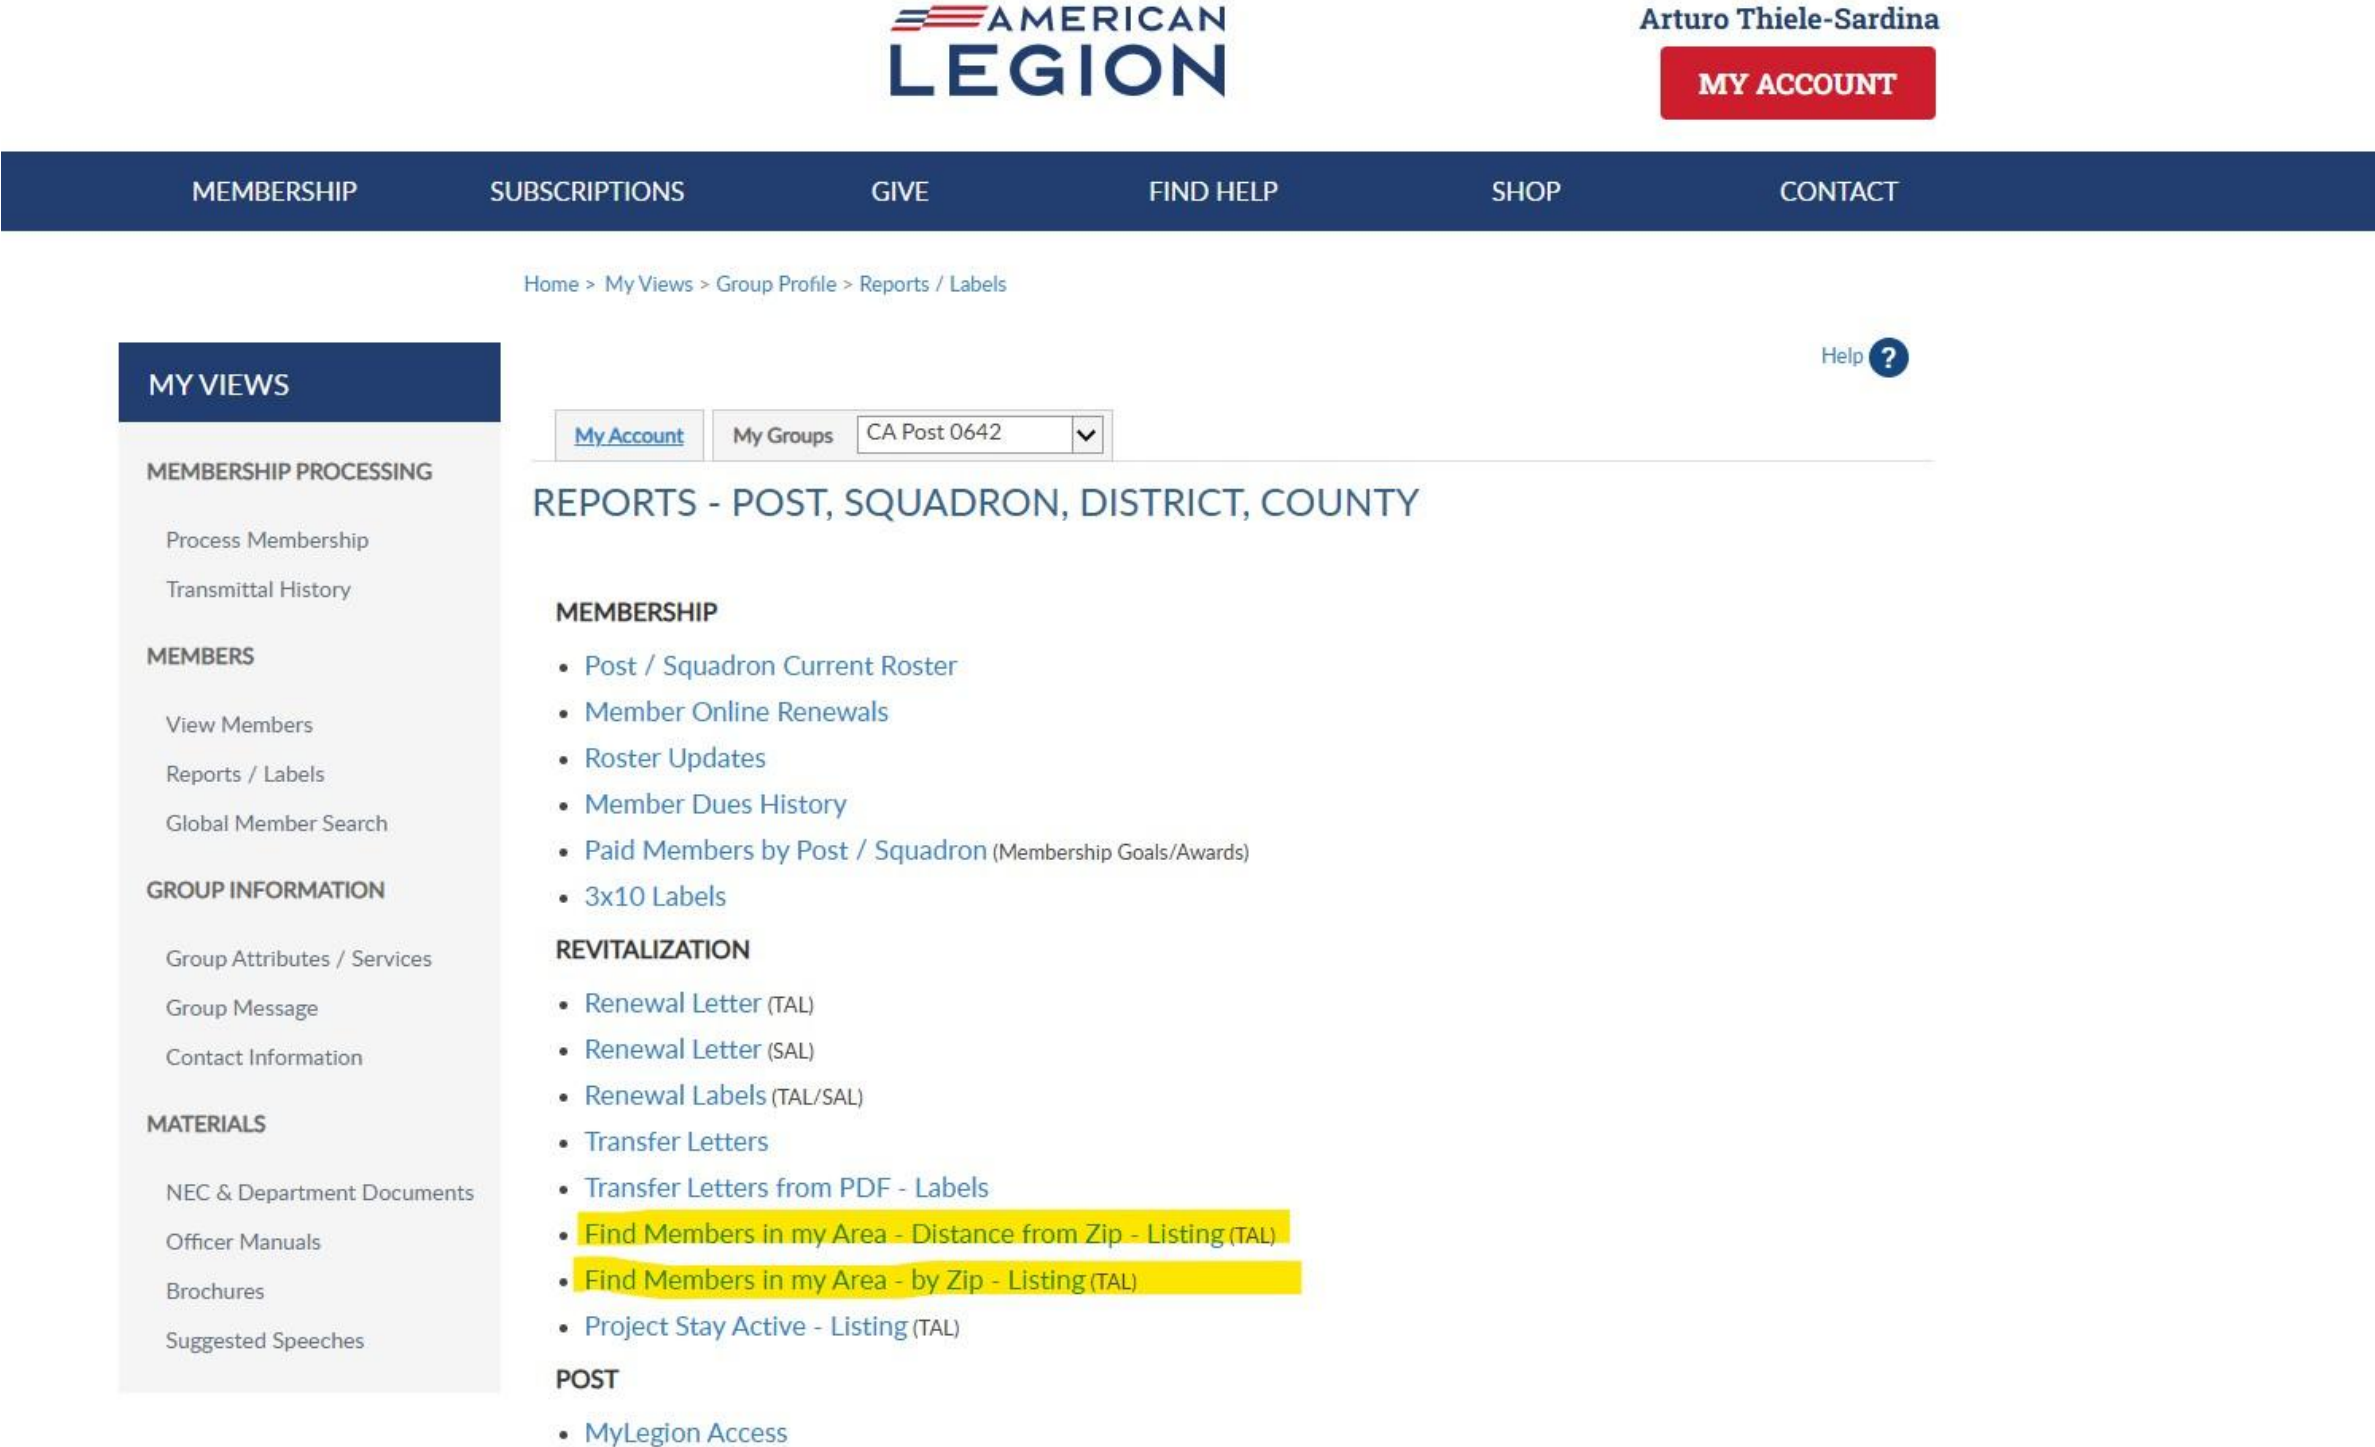 AMERICAN
LEGION
Arturo Thiele-Sardina
MY ACCOUNT
MEMBERSHIP SUBSCRIPTIONS GIVE FIND HELP SHOP CONTACT
Home > My Views > Group Profile > Reports / Labels
Help ?
MY VIEWS
MEMBERSHIP PROCESSING
Process Membership
Transmittal History
MEMBERS
View Members
Reports / Labels
Global Member Search
GROUP INFORMATION
Group Attributes / Services
Group Message
Contact Information
MATERIALS
NEC & Department Documents
Officer Manuals
Brochures
Suggested Speeches
My Account My Groups CA Post 0642
REPORTS - POST, SQUADRON, DISTRICT, COUNTY
MEMBERSHIP
• Post / Squadron Current Roster
• Member Online Renewals
• Roster Updates
• Member Dues History
• Paid Members by Post / Squadron (Membership Goals/Awards)
• 3x10 Labels
REVITALIZATION
• Renewal Letter (TAL)
• Renewal Letter (SAL)
• Renewal Labels (TAL/SAL)
• Transfer Letters
• Transfer Letters from PDF - Labels
• Find Members in my Area - Distance from Zip - Listing (TAL)
• Find Members in my Area - by Zip - Listing (TAL)
• Project Stay Active - Listing (TAL)
POST
• MyLegion Access